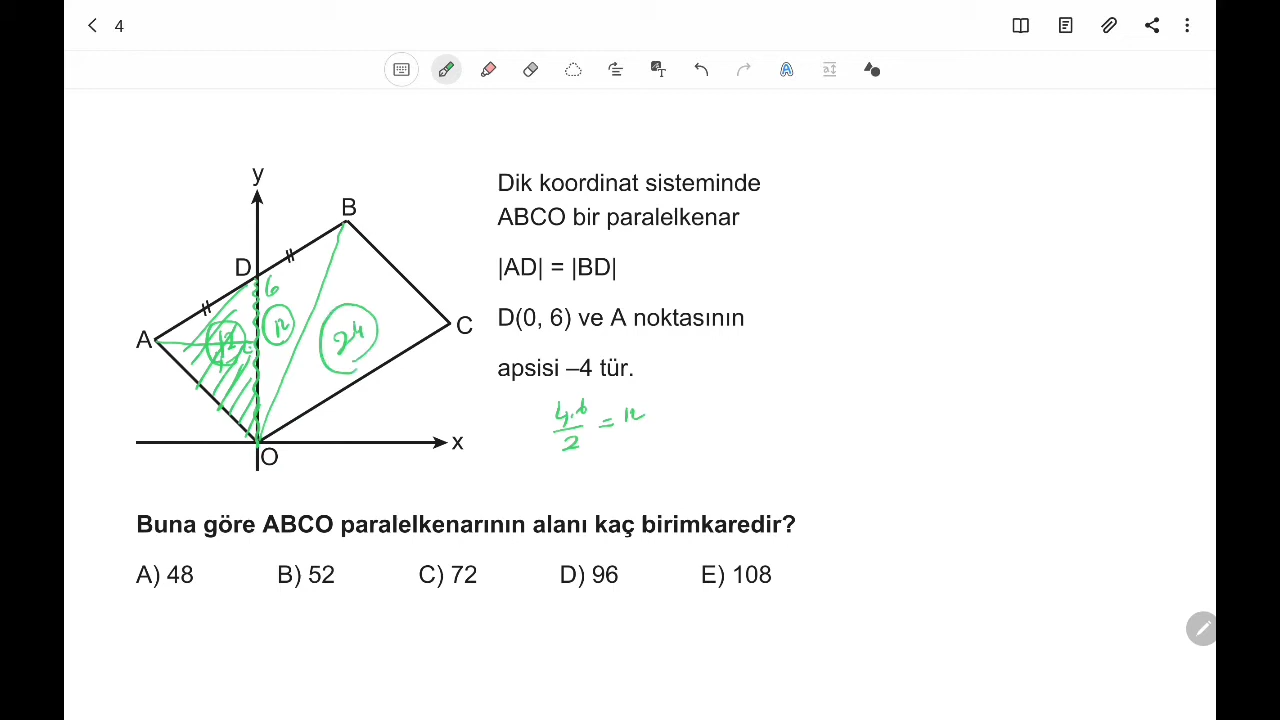 4
y
B
D
6
12
A
12
24
C
x
O
Dik koordinat sisteminde
ABCO bir paralelkenar
|AD| = |BD|
D(0, 6) ve A noktasının
apsisi –4 tür.
4.6
2
= 12
Buna göre ABCO paralelkenarının alanı kaç birimkaredir?
A) 48 B) 52 C) 72 D) 96 E) 108